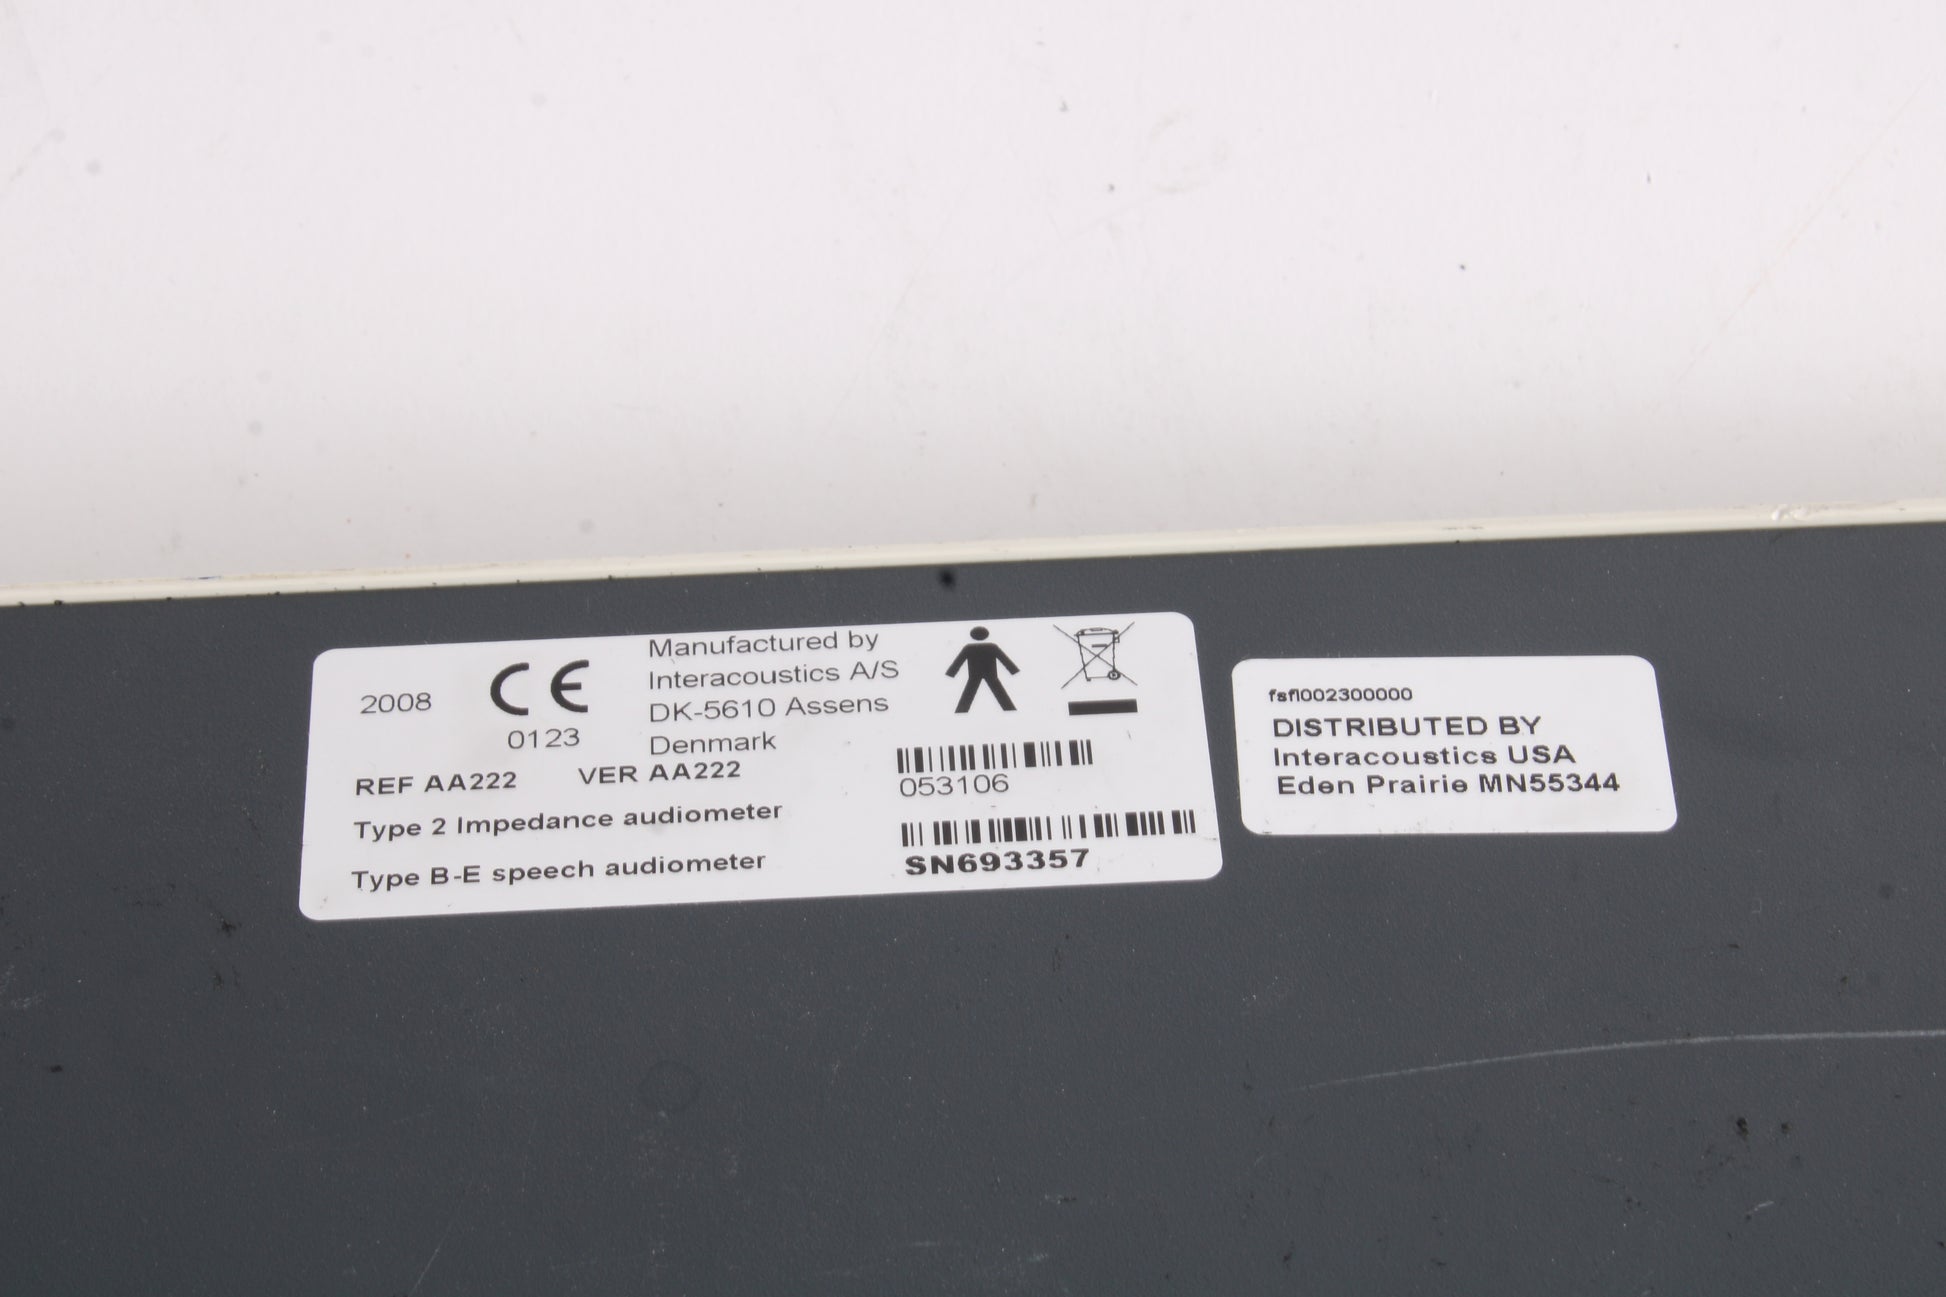 2008
CE
0123
Manufactured by
Interacoustics A/S
DK-5610 Assens
Denmark
REF AA222 VER AA222
Type 2 Impedance audiometer
Type B-E speech audiometer
053106
SN693357
fsfl002300000
DISTRIBUTED BY
Interacoustics USA
Eden Prairie MN55344